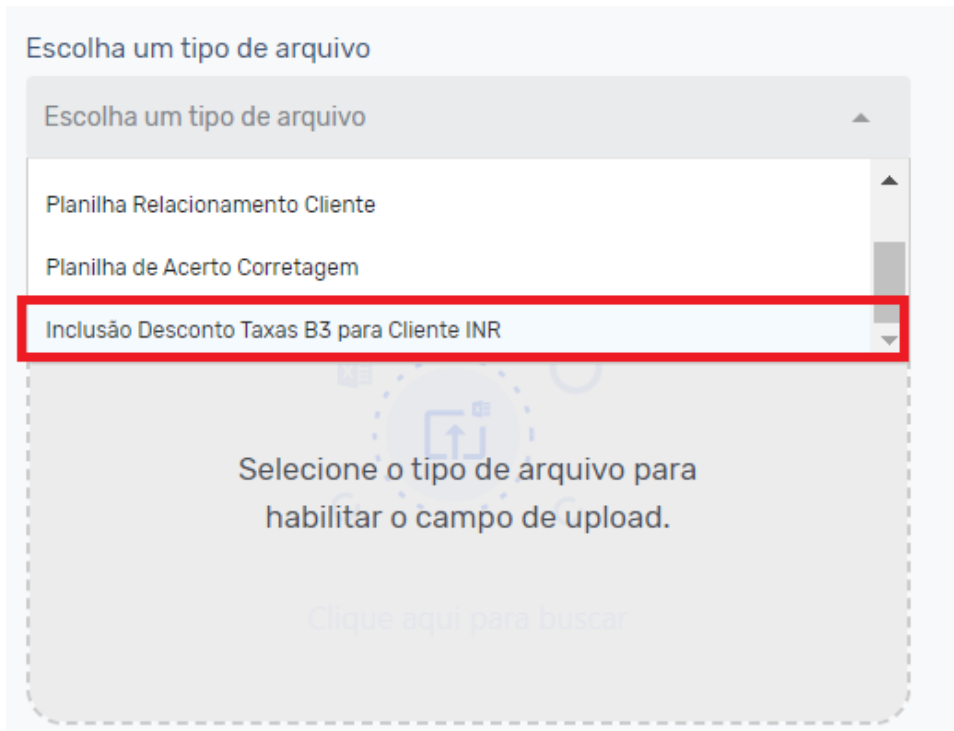 Escolha um tipo de arquivo
Escolha um tipo de arquivo
Planilha Relacionamento Cliente
Planilha de Acerto Corretagem
Inclusão Desconto Taxas B3 para Cliente INR
Selecione o tipo de arquivo para
habilitar o campo de upload.
Clique aqui para buscar